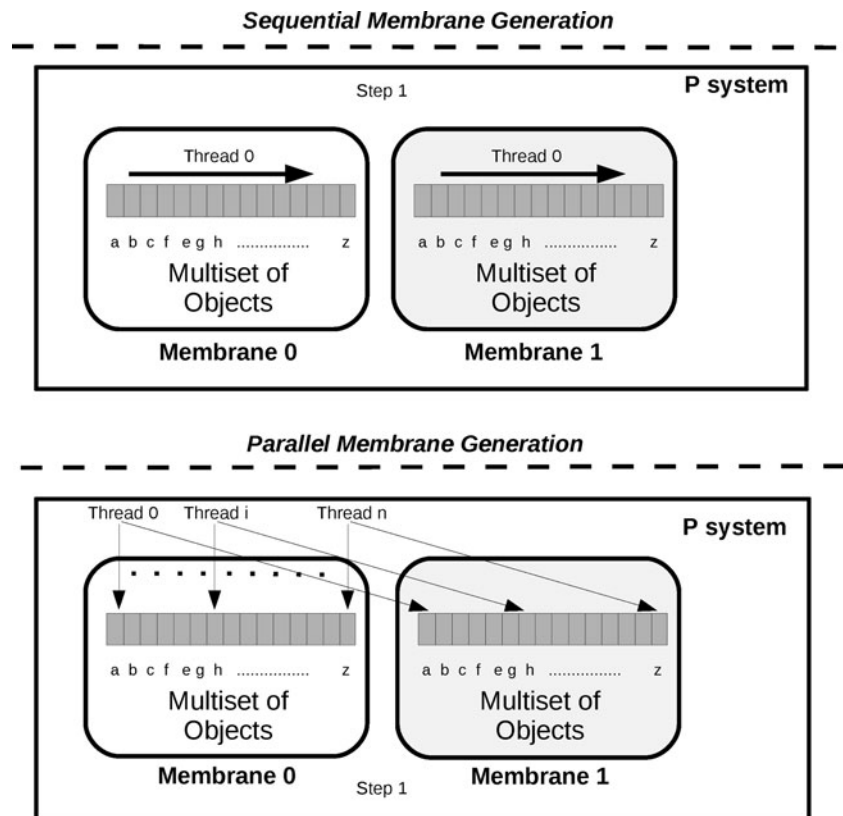 Sequential Membrane Generation
P system
Step 1
Thread 0
Thread 0
a b c f e g h ................ z
a b c f e g h ................ z
Multiset of
Objects
Multiset of
Objects
Membrane 0
Membrane 1
Parallel Membrane Generation
Thread 0 Thread i Thread n
P system
a b c f e g h ................ z
a b c f e g h ................ z
Multiset of
Objects
Multiset of
Objects
Membrane 0
Membrane 1
Step 1